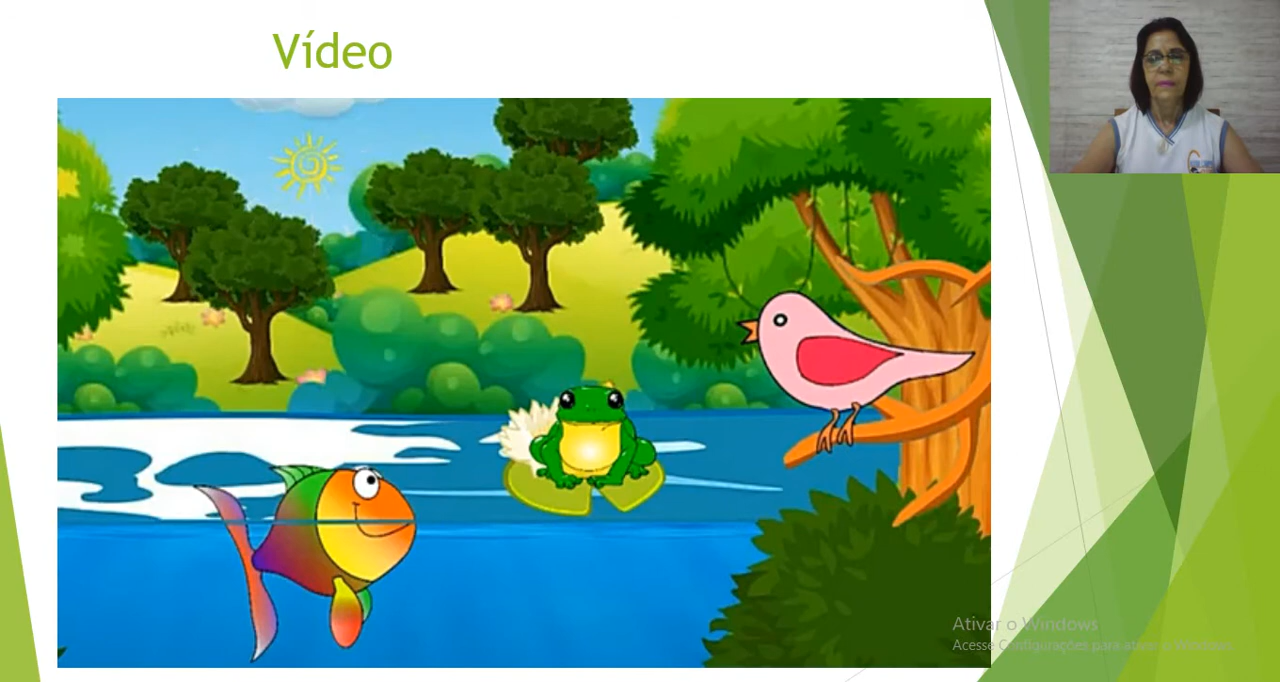 Vídeo
Ativar o Windows
Acesse Configurações para ativar o Windows.